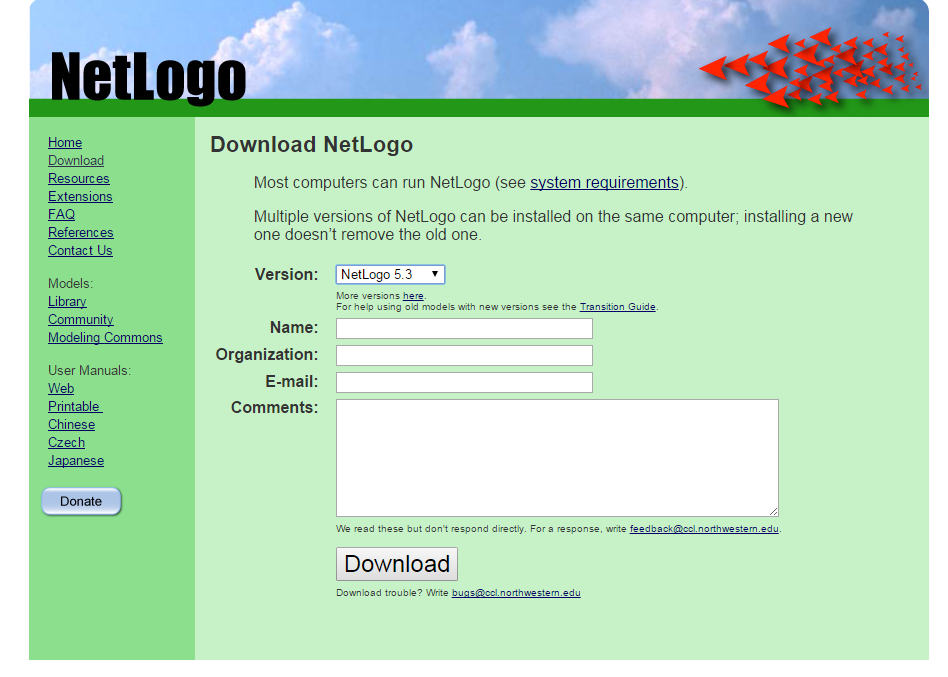 NetLogo
Home
Download
Resources
Extensions
FAQ
References
Contact Us
Models:
Library
Community
Modeling Commons
User Manuals:
Web
Printable
Chinese
Czech
Japanese
Donate
Download NetLogo
Most computers can run NetLogo (see system requirements).
Multiple versions of NetLogo can be installed on the same computer; installing a new
one doesn't remove the old one.
Version: NetLogo 5.3
More versions here.
For help using old models with new versions see the Transition Guide.
Name:
Organization:
E-mail:
Comments:
We read these but don't respond directly. For a response, write feedback@ccl.northwestern.edu.
Download
Download trouble? Write bugs@ccl.northwestern.edu